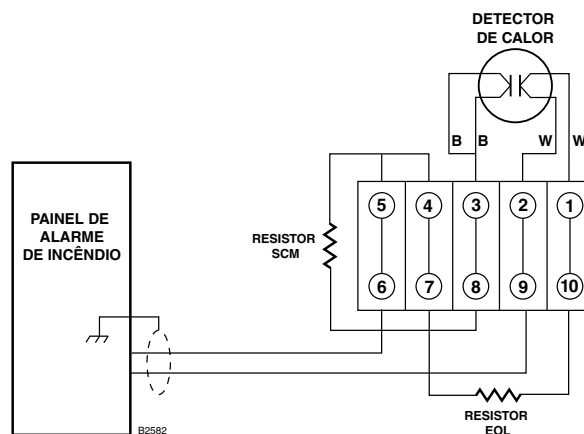 DETECTOR
DE CALOR
B B W W
5 4 3 2 1
PAINEL DE
ALARME
DE INCÊNDIO
RESISTOR
SCM
6 7 8 9 10
RESISTOR
EOL
B2582